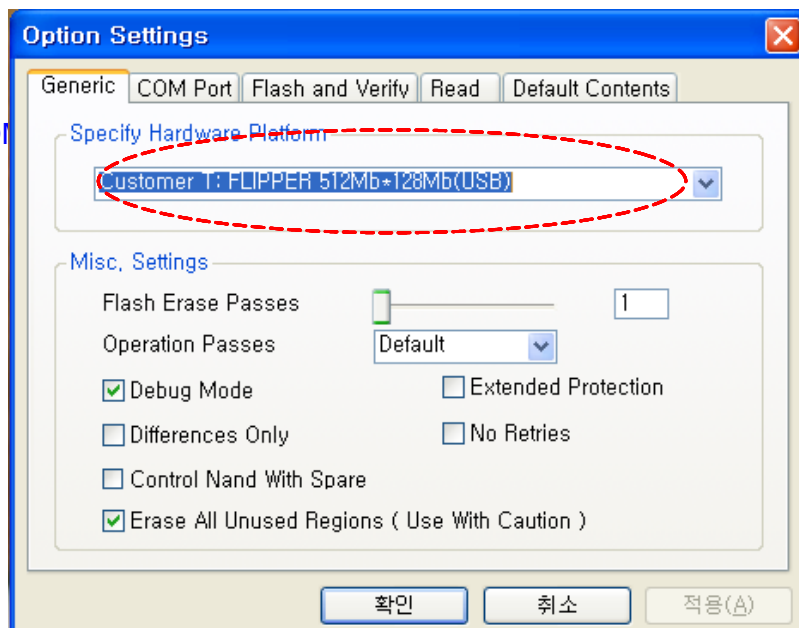 Option Settings
Generic COM Port Flash and Verify Read Default Contents
Specify Hardware Platform
Customer T: FLIPPER 512Mb*128Mb(USB)
Misc, Settings
Flash Erase Passes 1
Operation Passes Default
Debug Mode Extended Protection
Differences Only No Retries
Control Nand With Spare
Erase All Unused Regions ( Use With Caution )
확인 취소 적용(A)